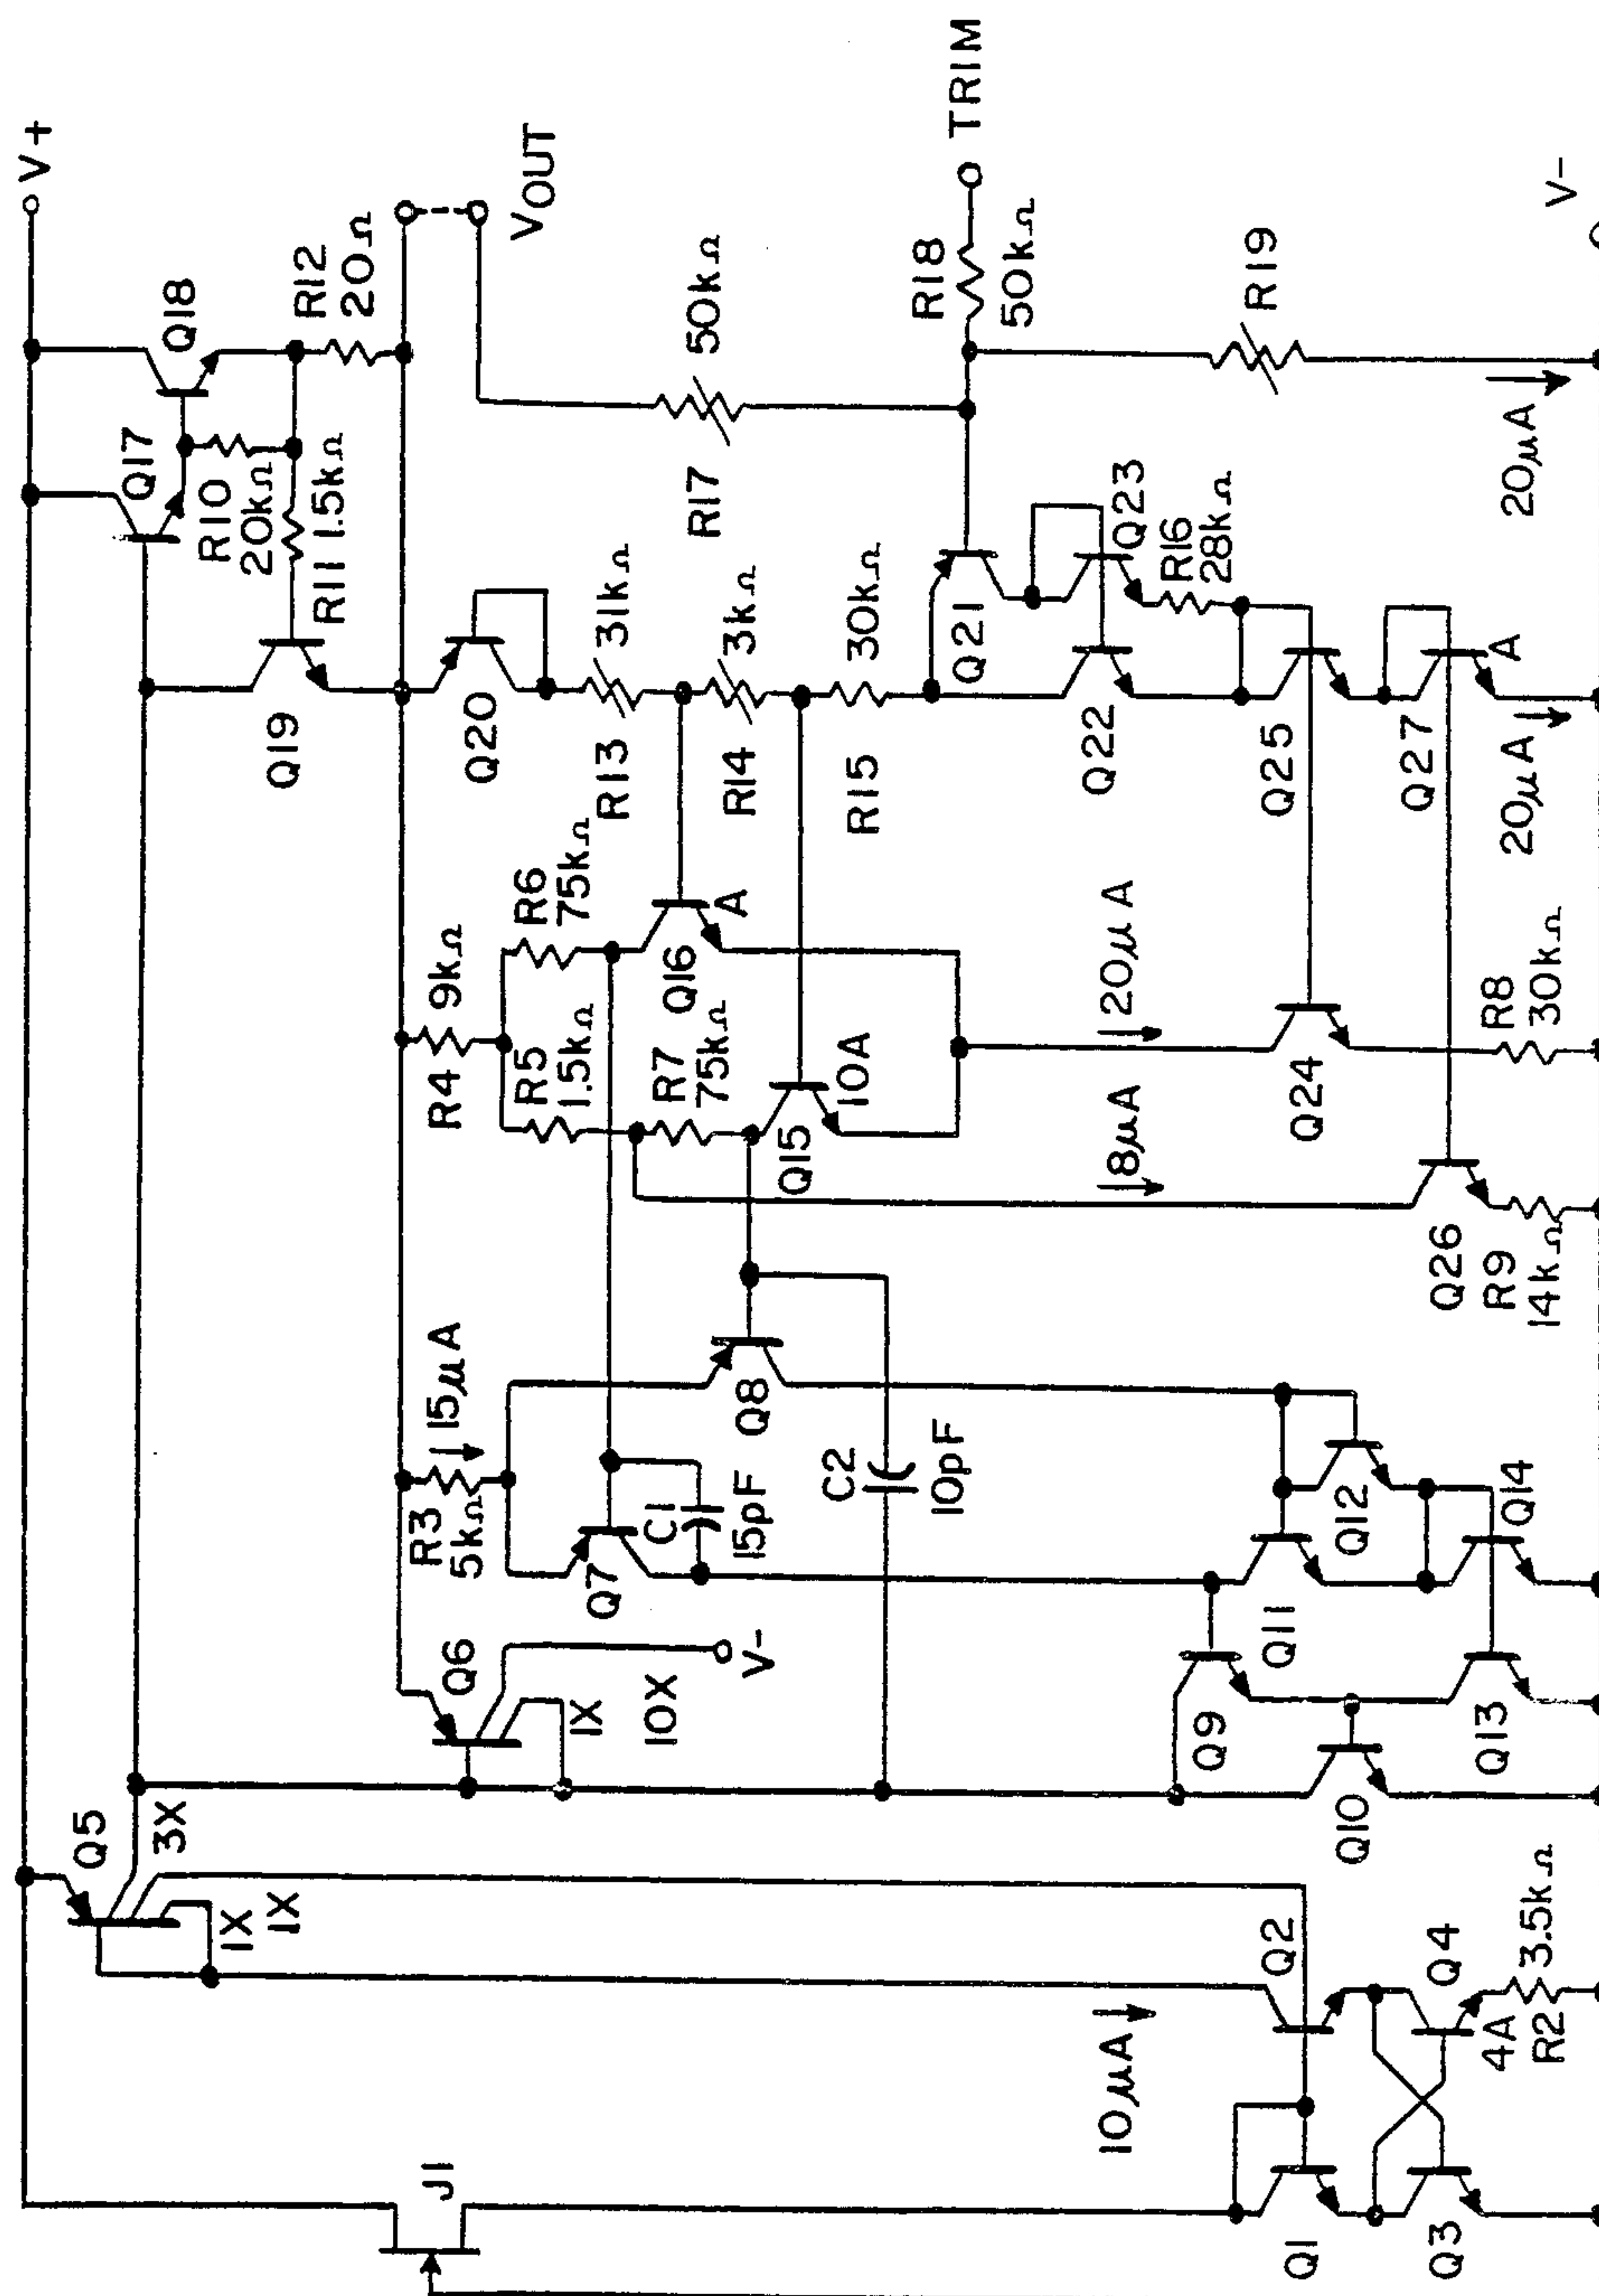 V+
Q5
3X
1X
1X
Q17
Q18
R10
20kΩ
R11 1.5kΩ
R12
20Ω
Q19
J1
Q6
1X
10X
V-
R3
5kΩ
15μA
R4
9kΩ
Q20
VOUT
Q7
C1
15pF
Q8
R5
1.5kΩ
R6
75kΩ
R7
75kΩ
Q16
A
R13
31kΩ
R14
3kΩ
R17
50kΩ
C2
10pF
Q15
10A
R15
30kΩ
Q21
R18
50kΩ
TRIM
10μA
8μA
20μA
Q22
Q23
R16
28kΩ
R19
Q9
Q11
Q12
Q2
Q1
Q10
Q13
Q14
Q24
Q25
Q4
4A
Q3
R2
3.5kΩ
Q26
R9
14kΩ
R8
30kΩ
Q27
A
20μA
20μA
V-